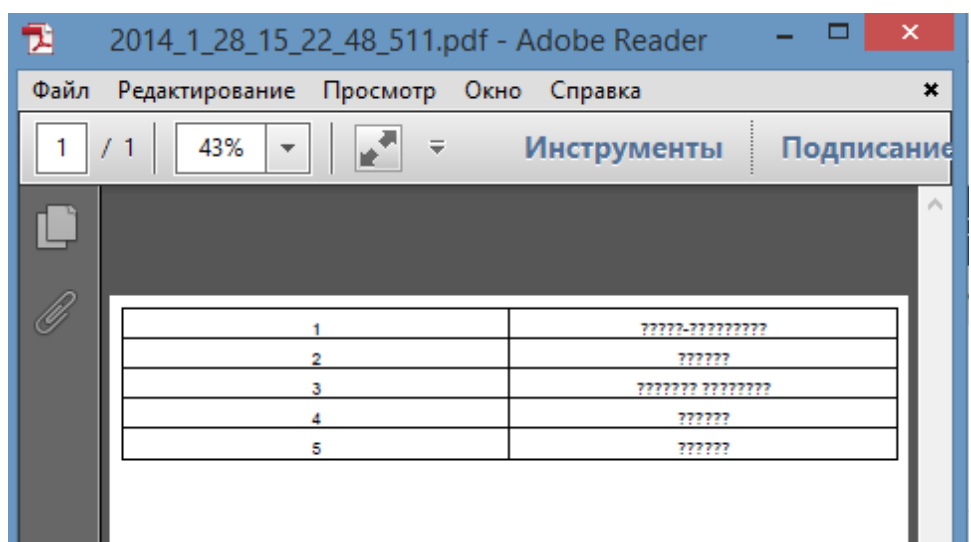 2014_1_28_15_22_48_511.pdf - Adobe Reader
Файл Редактирование Просмотр Окно Справка
1 / 1 43% Инструменты Подписание
1 ?????-?????????
2 ??????
3 ??????? ????????
4 ??????
5 ??????